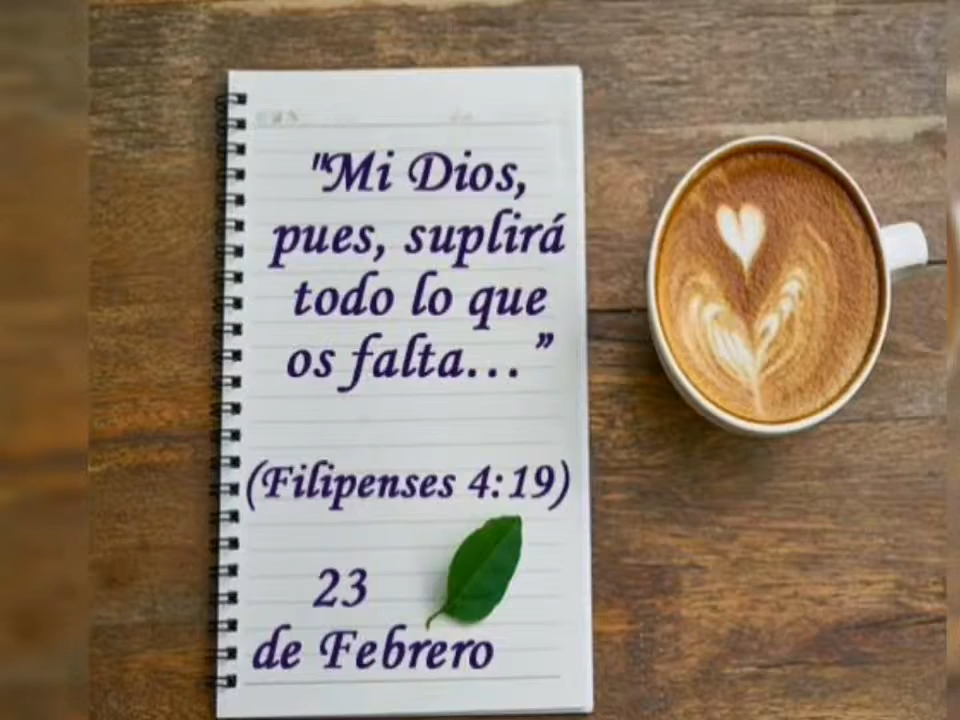 "Mi Dios,
pues, suplirá
todo lo que
os falta... ”
(Filipenses 4:19)
23
de Febrero